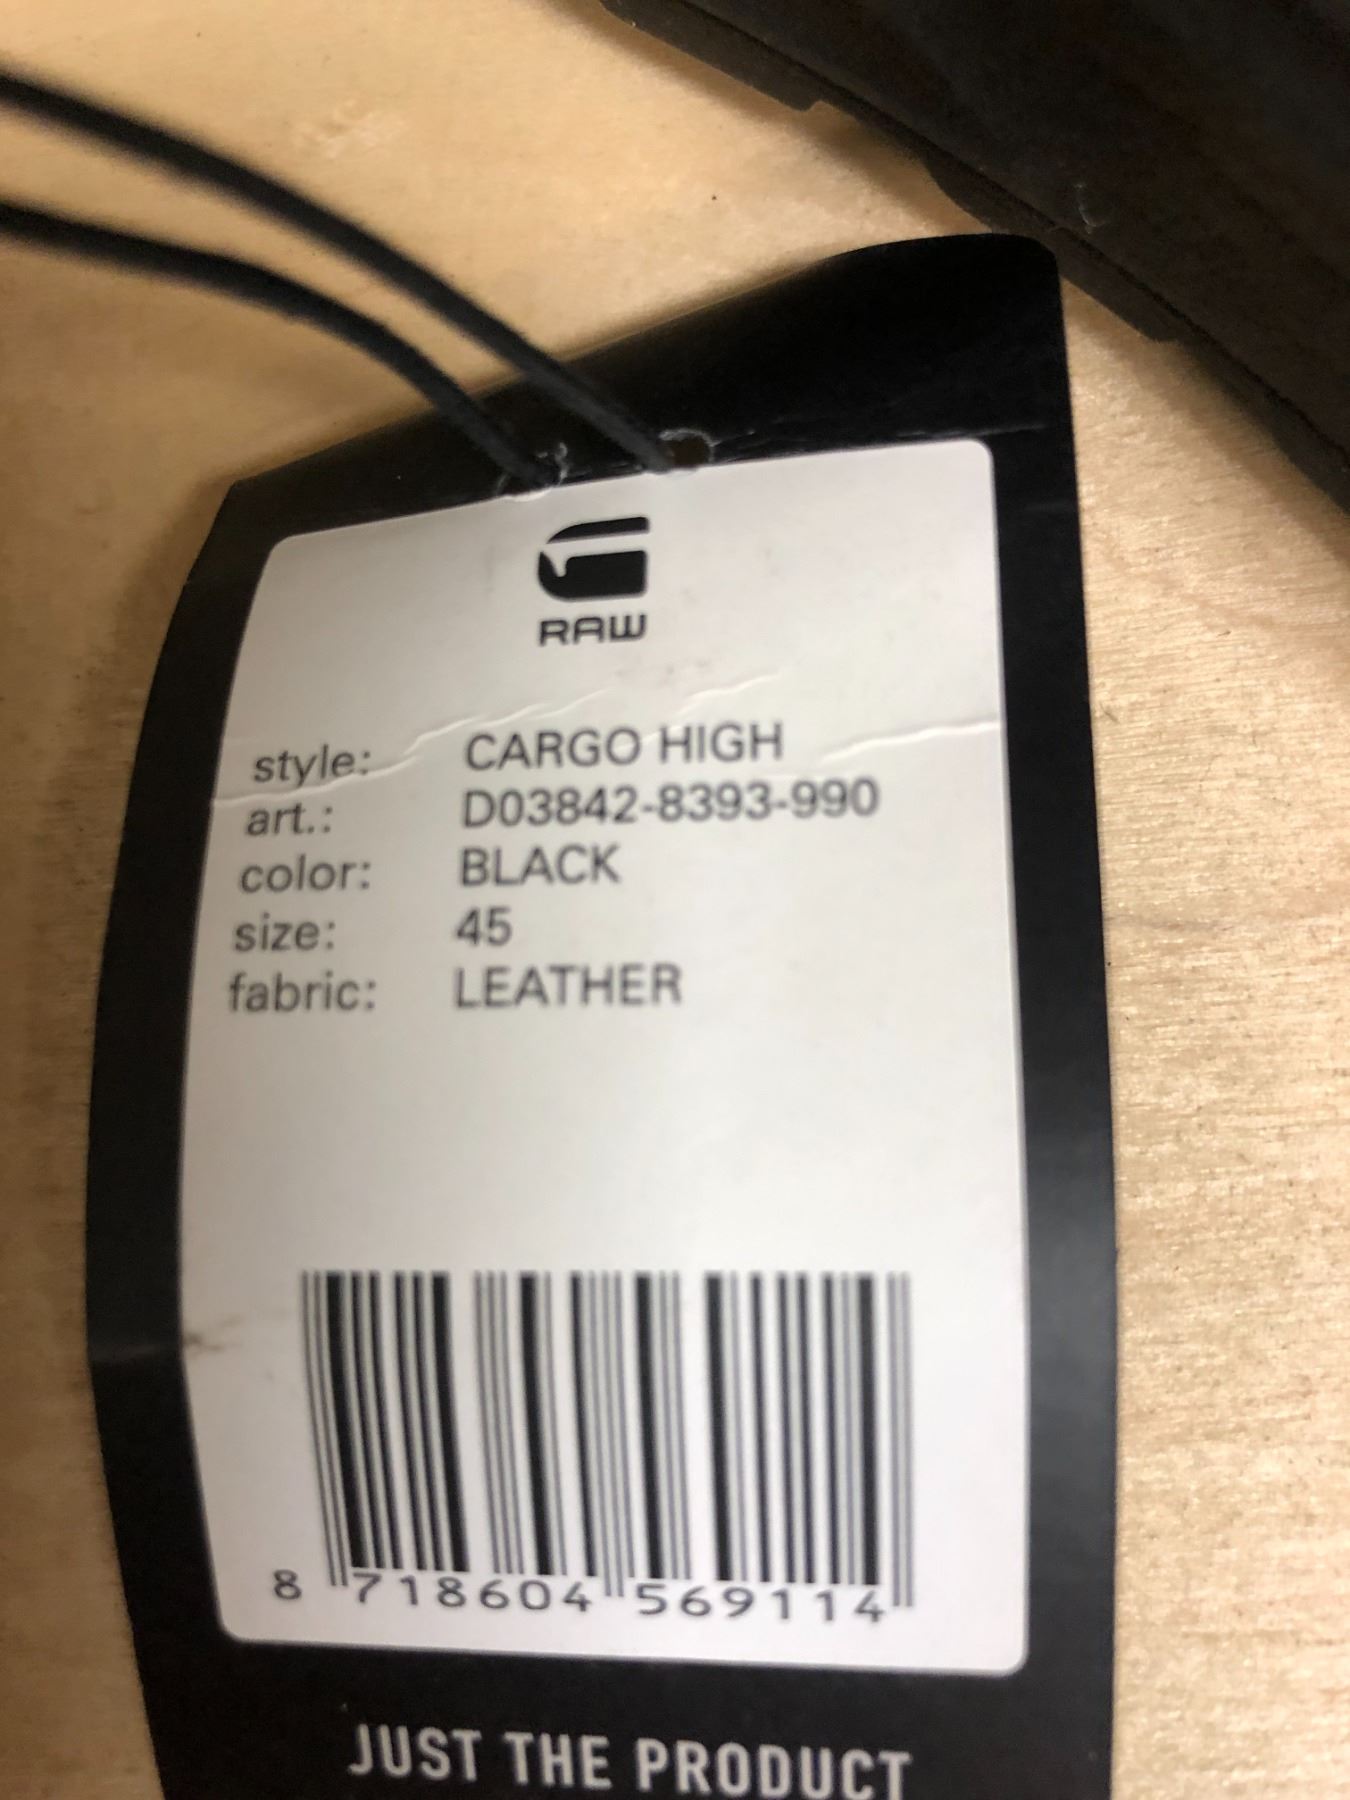 RAW
style: CARGO HIGH
art.: D03842-8393-990
color: BLACK
size: 45
fabric: LEATHER
8 718604 569114
JUST THE PRODUCT